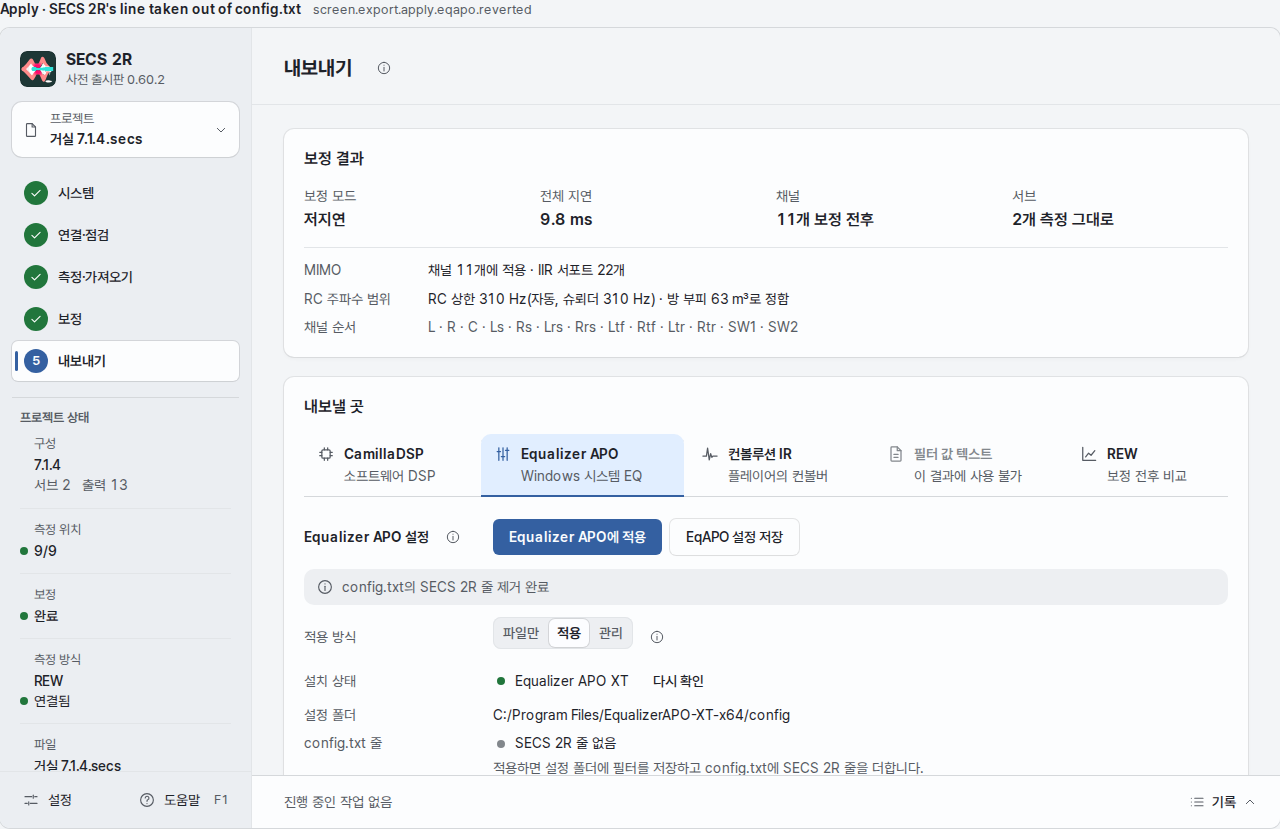 Apply · SECS 2R's line taken out of config.txt screen.export.apply.eqapo.reverted
SECS 2R
사전 출시판 0.60.2
프로젝트
거실 7.1.4.secs
시스템
연결·점검
측정·가져오기
보정
5 내보내기
프로젝트 상태
구성
7.1.4
서브 2 출력 13
측정 위치
9/9
보정
완료
측정 방식
REW
연결됨
파일
거실 7.1.4.secs
설정 도움말 F1
내보내기
보정 결과
보정 모드 전체 지연 채널 서브
저지연 9.8 ms 11개 보정 전후 2개 측정 그대로
MIMO 채널 11개에 적용 · IIR 서포트 22개
RC 주파수 범위 RC 상한 310 Hz(자동, 슈뢰더 310 Hz) · 방 부피 63 m³로 정합
채널 순서 L · R · C · Ls · Rs · Lrs · Rrs · Ltf · Rtf · Ltr · Rtr · SW1 · SW2
내보낼 곳
CamillaDSP Equalizer APO 컨볼루션 IR 필터 값 텍스트 REW
소프트웨어 DSP Windows 시스템 EQ 플레이어의 컨볼버 이 결과에 사용 불가 보정 전후 비교
Equalizer APO 설정 Equalizer APO에 적용 EqAPO 설정 저장
config.txt의 SECS 2R 줄 제거 완료
적용 방식 파일만 적용 관리
설치 상태 Equalizer APO XT 다시 확인
설정 폴더 C:/Program Files/EqualizerAPO-XT-x64/config
config.txt 줄 SECS 2R 줄 없음
적용하면 설정 폴더에 필터를 저장하고 config.txt에 SECS 2R 줄을 더합니다.
진행 중인 작업 없음 기록